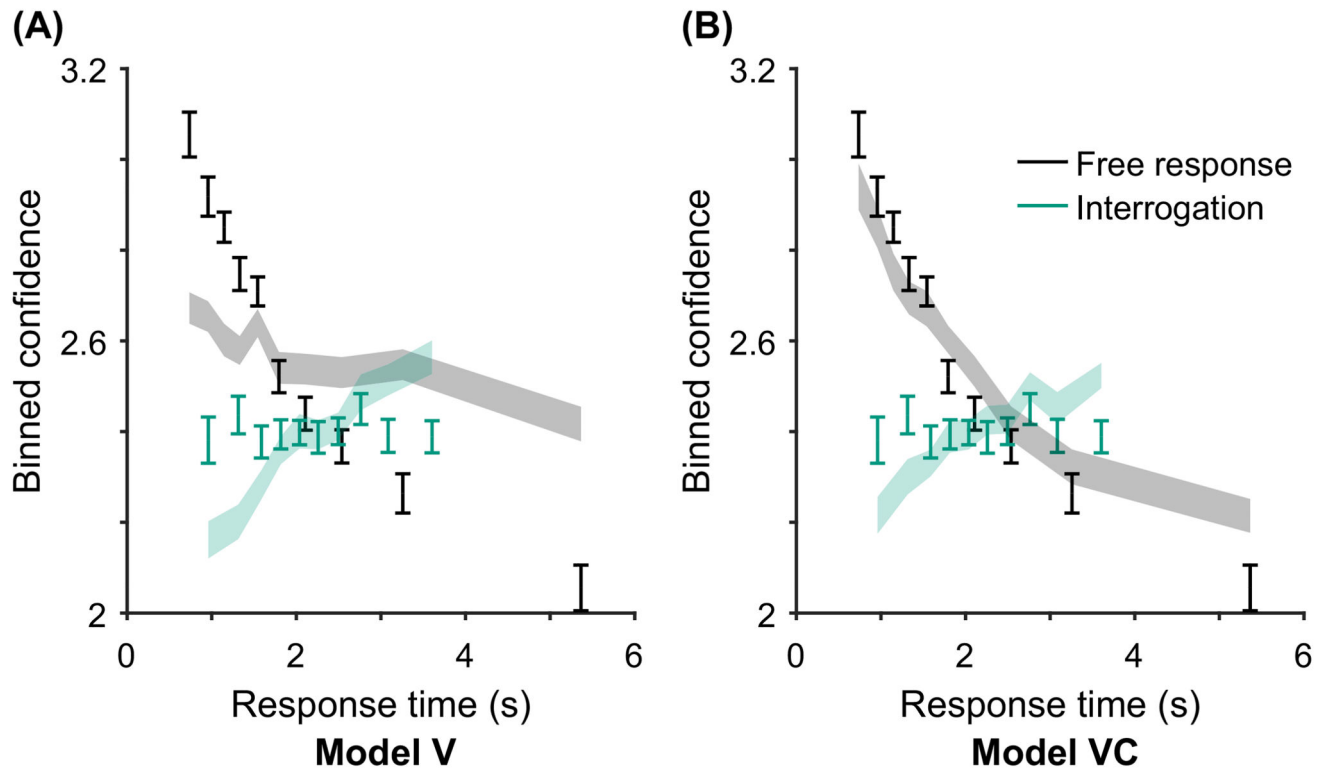 (A)
3.2
2.6
2
Binned confidence
0 2 4 6
Response time (s)
Model V
(B)
3.2
2.6
2
Binned confidence
Free response
Interrogation
0 2 4 6
Response time (s)
Model VC